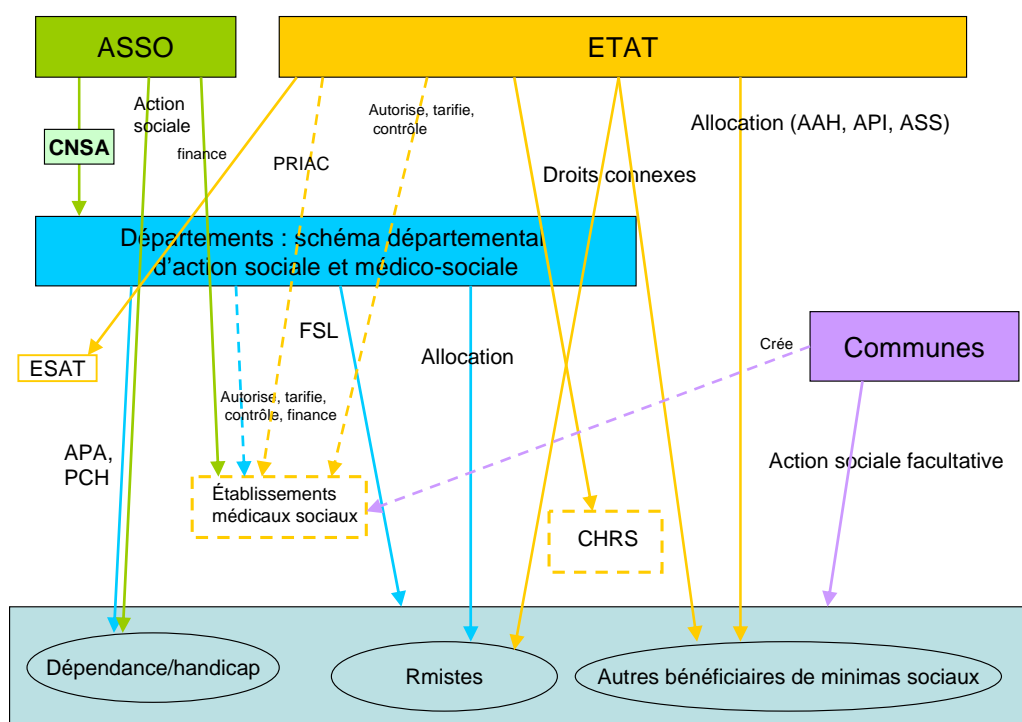 ASSO
ETAT
Action
sociale
Autorise, tarifie,
contrôle
Allocation (AAH, API, ASS)
CNSA
finance
PRIAC
Droits connexes
Départements : schéma départemental
d'action sociale et médico-sociale
FSL
Allocation
Crée
Communes
ESAT
Autorise, tarifie,
contrôle, finance
APA,
PCH
Action sociale facultative
Établissements
médicaux sociaux
CHRS
Dépendance/handicap
Rmistes
Autres bénéficiaires de minimas sociaux